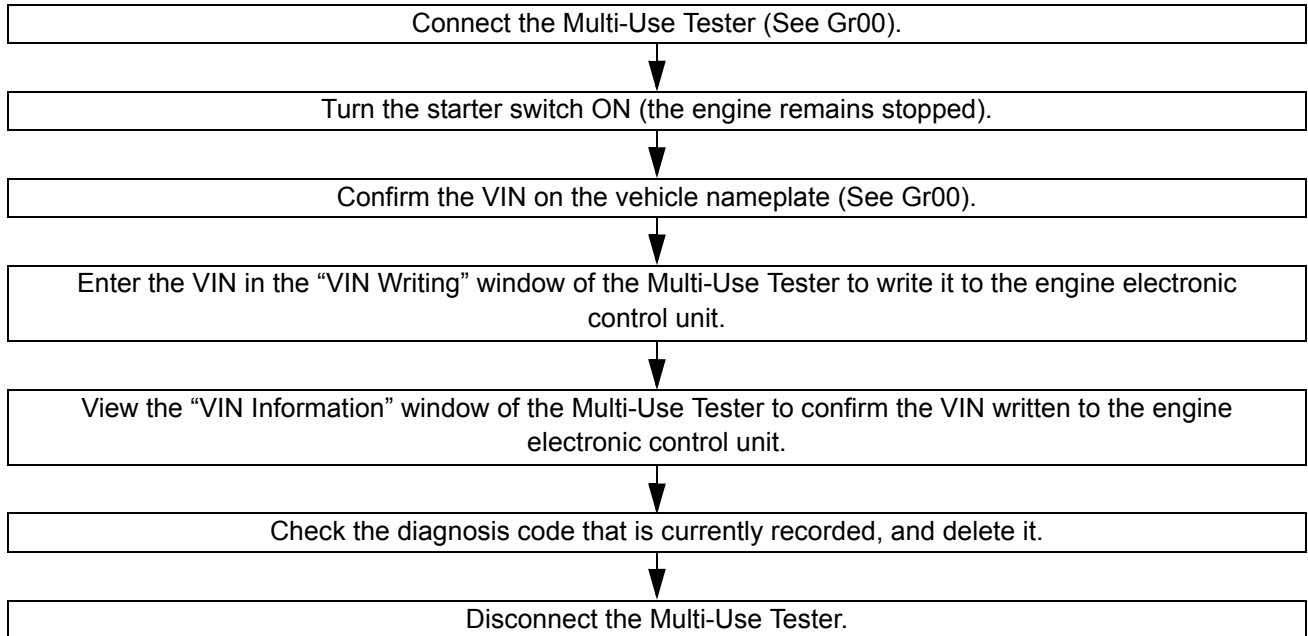 Connect the Multi-Use Tester (See Gr00).
Turn the starter switch ON (the engine remains stopped).
Confirm the VIN on the vehicle nameplate (See Gr00).
Enter the VIN in the “VIN Writing” window of the Multi-Use Tester to write it to the engine electronic
control unit.
View the “VIN Information” window of the Multi-Use Tester to confirm the VIN written to the engine
electronic control unit.
Check the diagnosis code that is currently recorded, and delete it.
Disconnect the Multi-Use Tester.